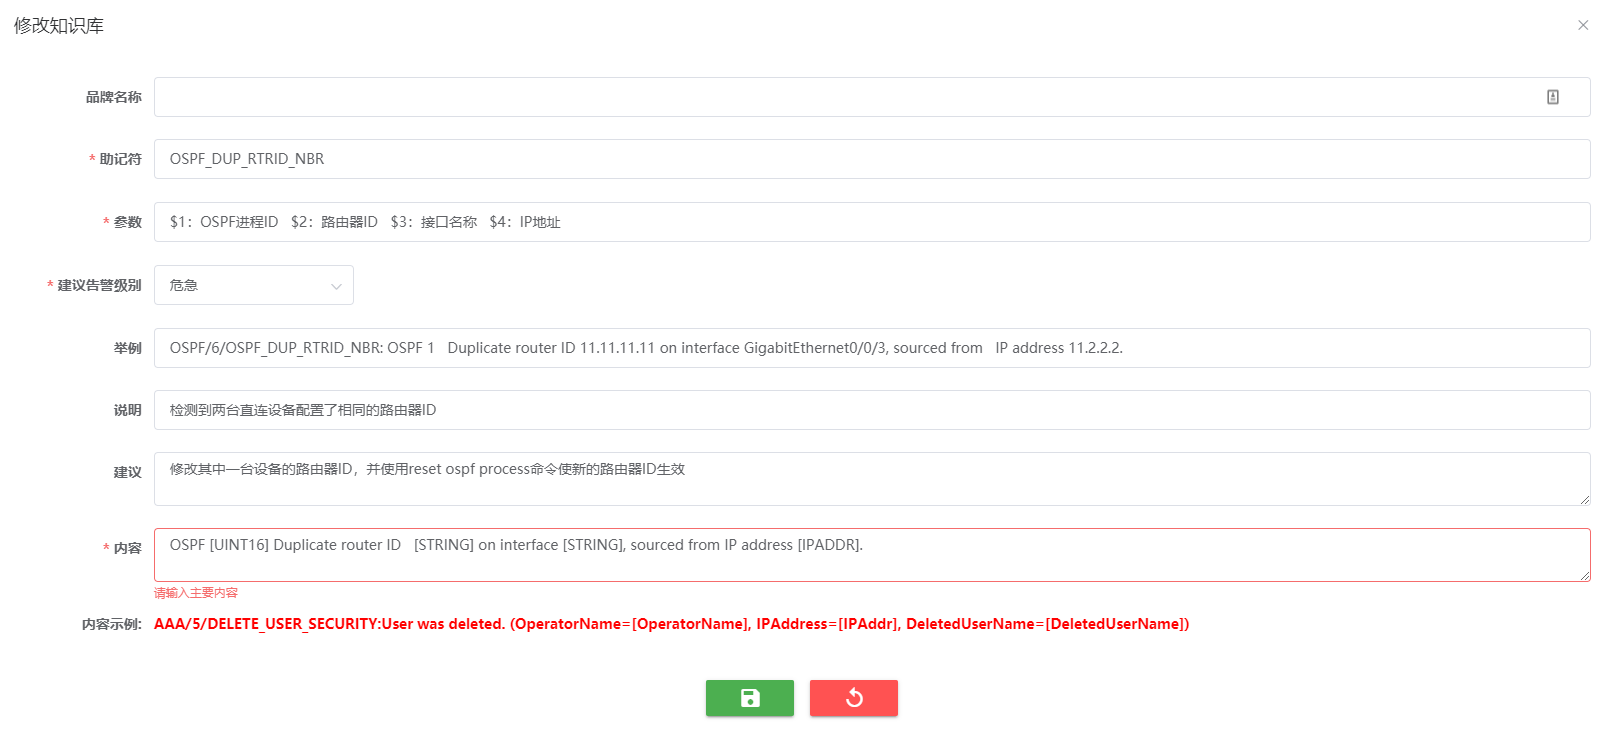 修改知识库
品牌名称
* 助记符 OSPF_DUP_RTRID_NBR
* 参数 $1：OSPF进程ID $2：路由器ID $3：接口名称 $4：IP地址
* 建议告警级别 危急
举例 OSPF/6/OSPF_DUP_RTRID_NBR: OSPF 1 Duplicate router ID 11.11.11.11 on interface GigabitEthernet0/0/3, sourced from IP address 11.2.2.2.
说明 检测到两台直连设备配置了相同的路由器ID
建议 修改其中一台设备的路由器ID，并使用reset ospf process命令使新的路由器ID生效
* 内容 OSPF [UINT16] Duplicate router ID [STRING] on interface [STRING], sourced from IP address [IPADDR].
请输入主要内容
内容示例: AAA/5/DELETE_USER_SECURITY:User was deleted. (OperatorName=[OperatorName], IPAddress=[IPAddr], DeletedUserName=[DeletedUserName])